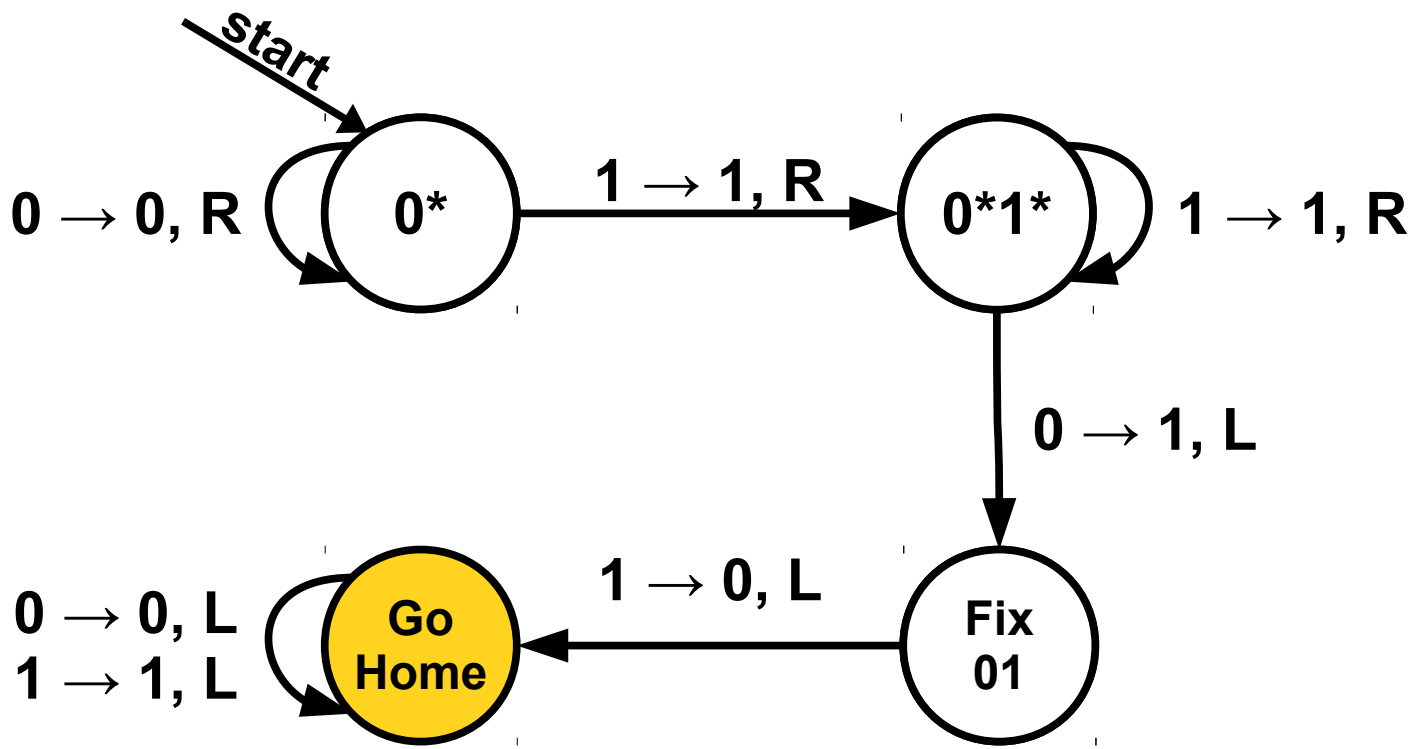 start
0 → 0, R
0*
1 → 1, R
0*1*
1 → 1, R
0 → 1, L
0 → 0, L
1 → 1, L
Go
Home
1 → 0, L
Fix
01